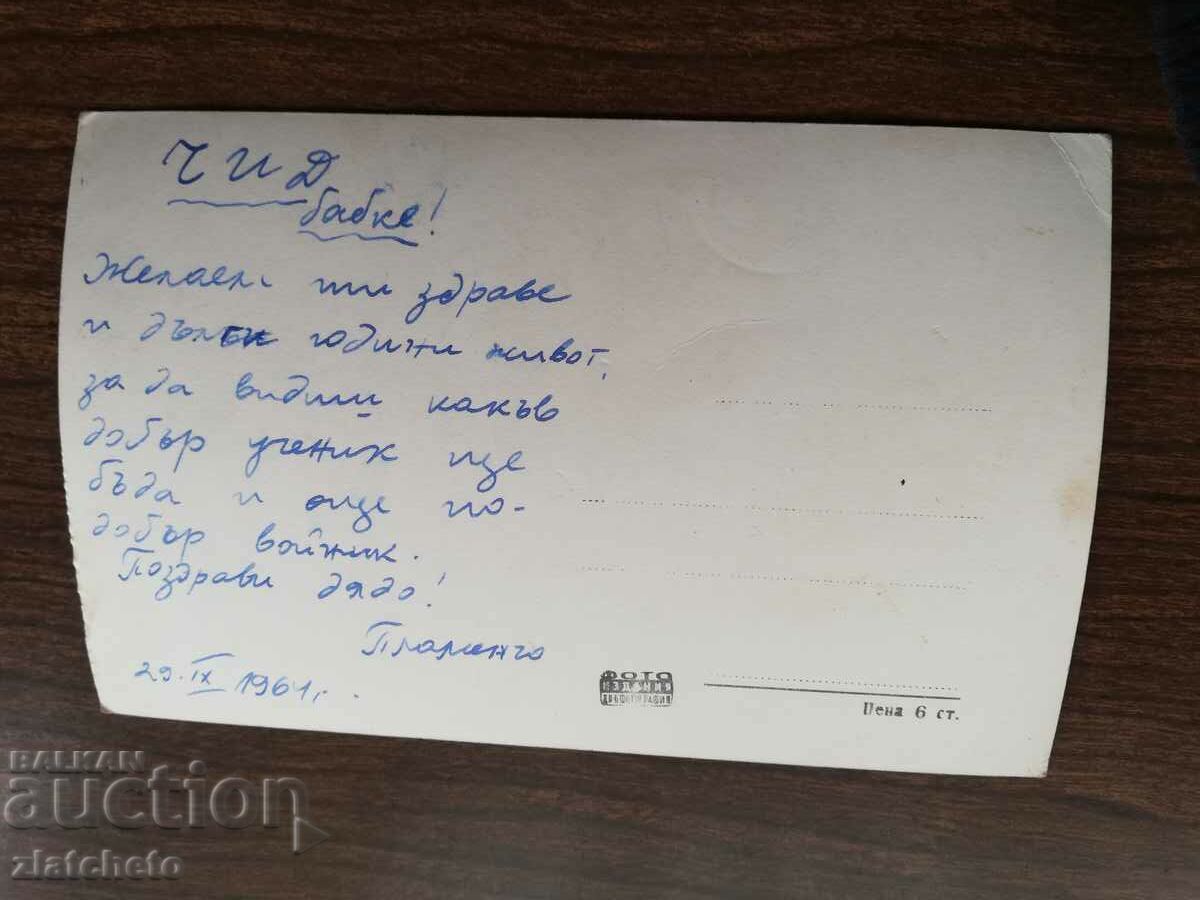 ЧИД
бабке!
Желаем ти здраве
и дълги години живот,
за да видиш какъв
добър ученик ще
бъда и още по-
добър войник.
Поздрави дядо!
Пламенчо
29.IX 1964 г.
ФОТО
ИЗДАНИЯ
Цена 6 ст.
BALKAN
auction
zlatcheto